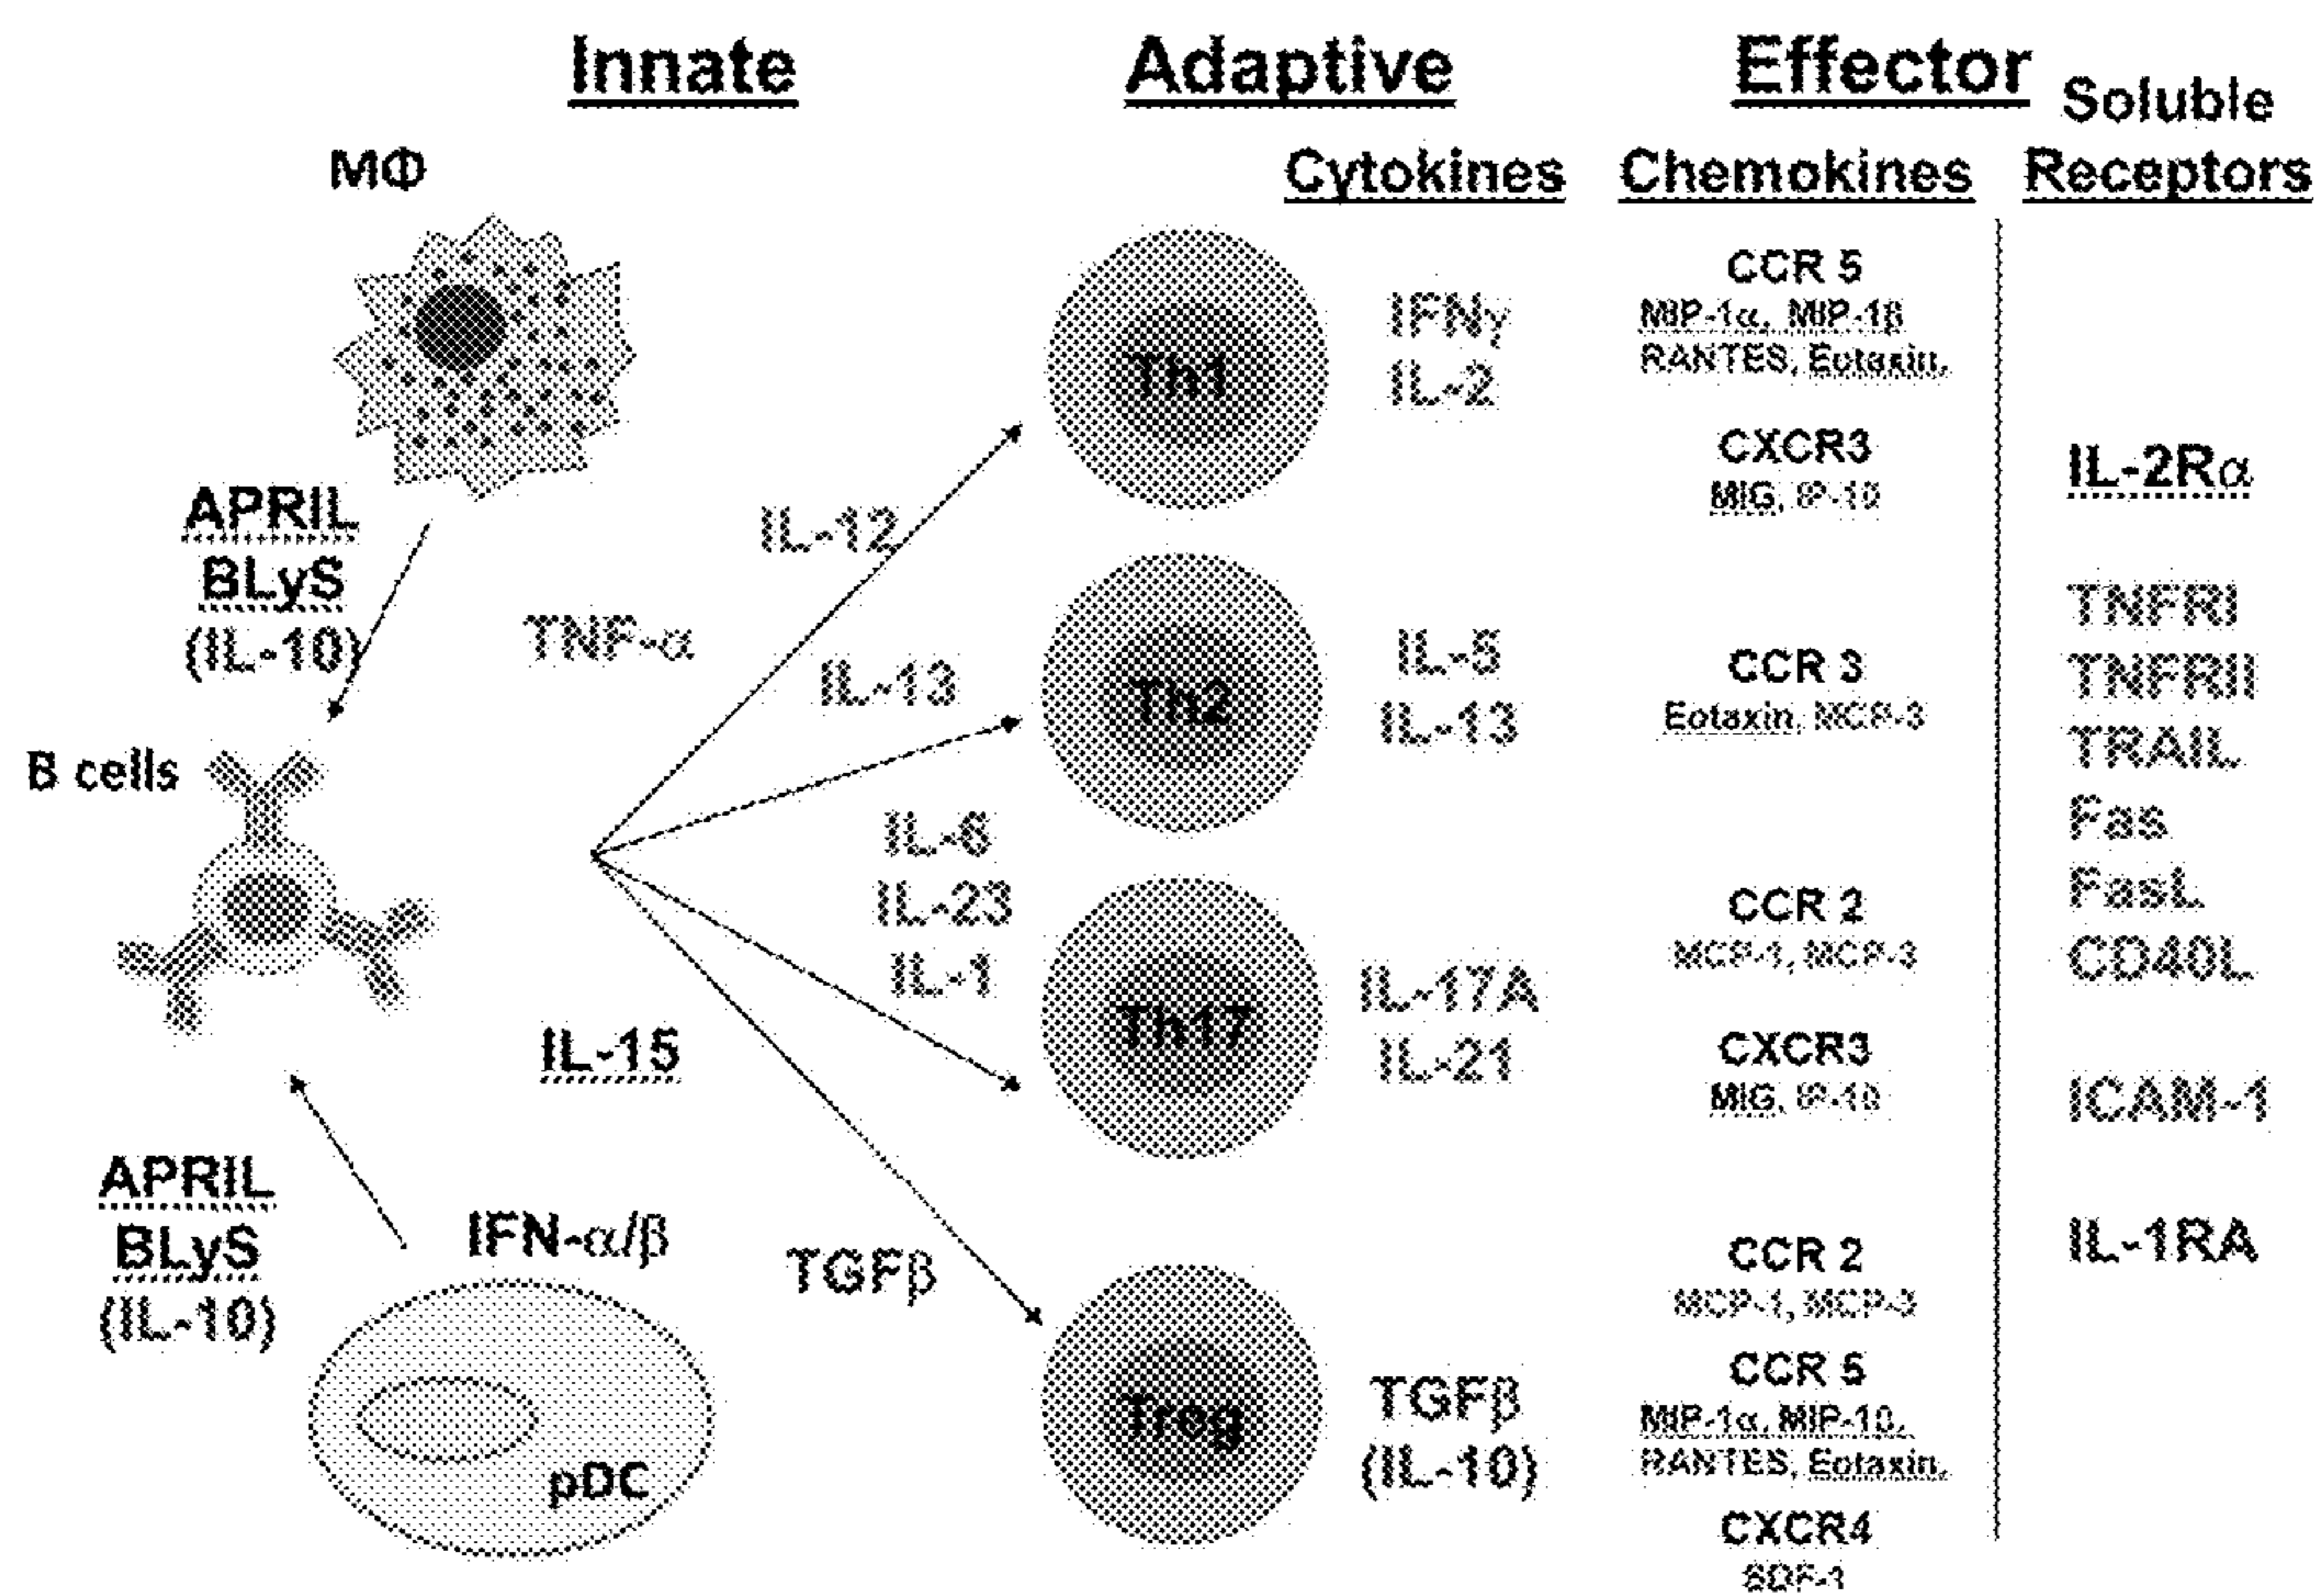 Innate
Adaptive
Effector
Soluble
Receptors
Cytokines
Chemokines
MΦ
APRIL
BLyS
(IL-10)
B cells
TNF-α
IL-12
IL-13
IL-6
IL-23
IL-1
IL-15
APRIL
BLyS
(IL-10)
IFN-α/β
pDC
TGFβ
Th1
IFNγ
IL-2
CCR 5
MIP-1α, MIP-1β
RANTES, Eotaxin,
CXCR3
MIG, IP-10
Th2
IL-5
IL-13
CCR 3
Eotaxin, MCP-3
Th17
IL-17A
IL-21
CCR 2
MCP-1, MCP-3
CXCR3
MIG, IP-10
Treg
TGFβ
(IL-10)
CCR 2
MCP-1, MCP-3
CCR 5
MIP-1α, MIP-1β,
RANTES, Eotaxin,
CXCR4
SDF-1
IL-2Rα
TNFRI
TNFRII
TRAIL
Fas
FasL
CD40L
ICAM-1
IL-1RA